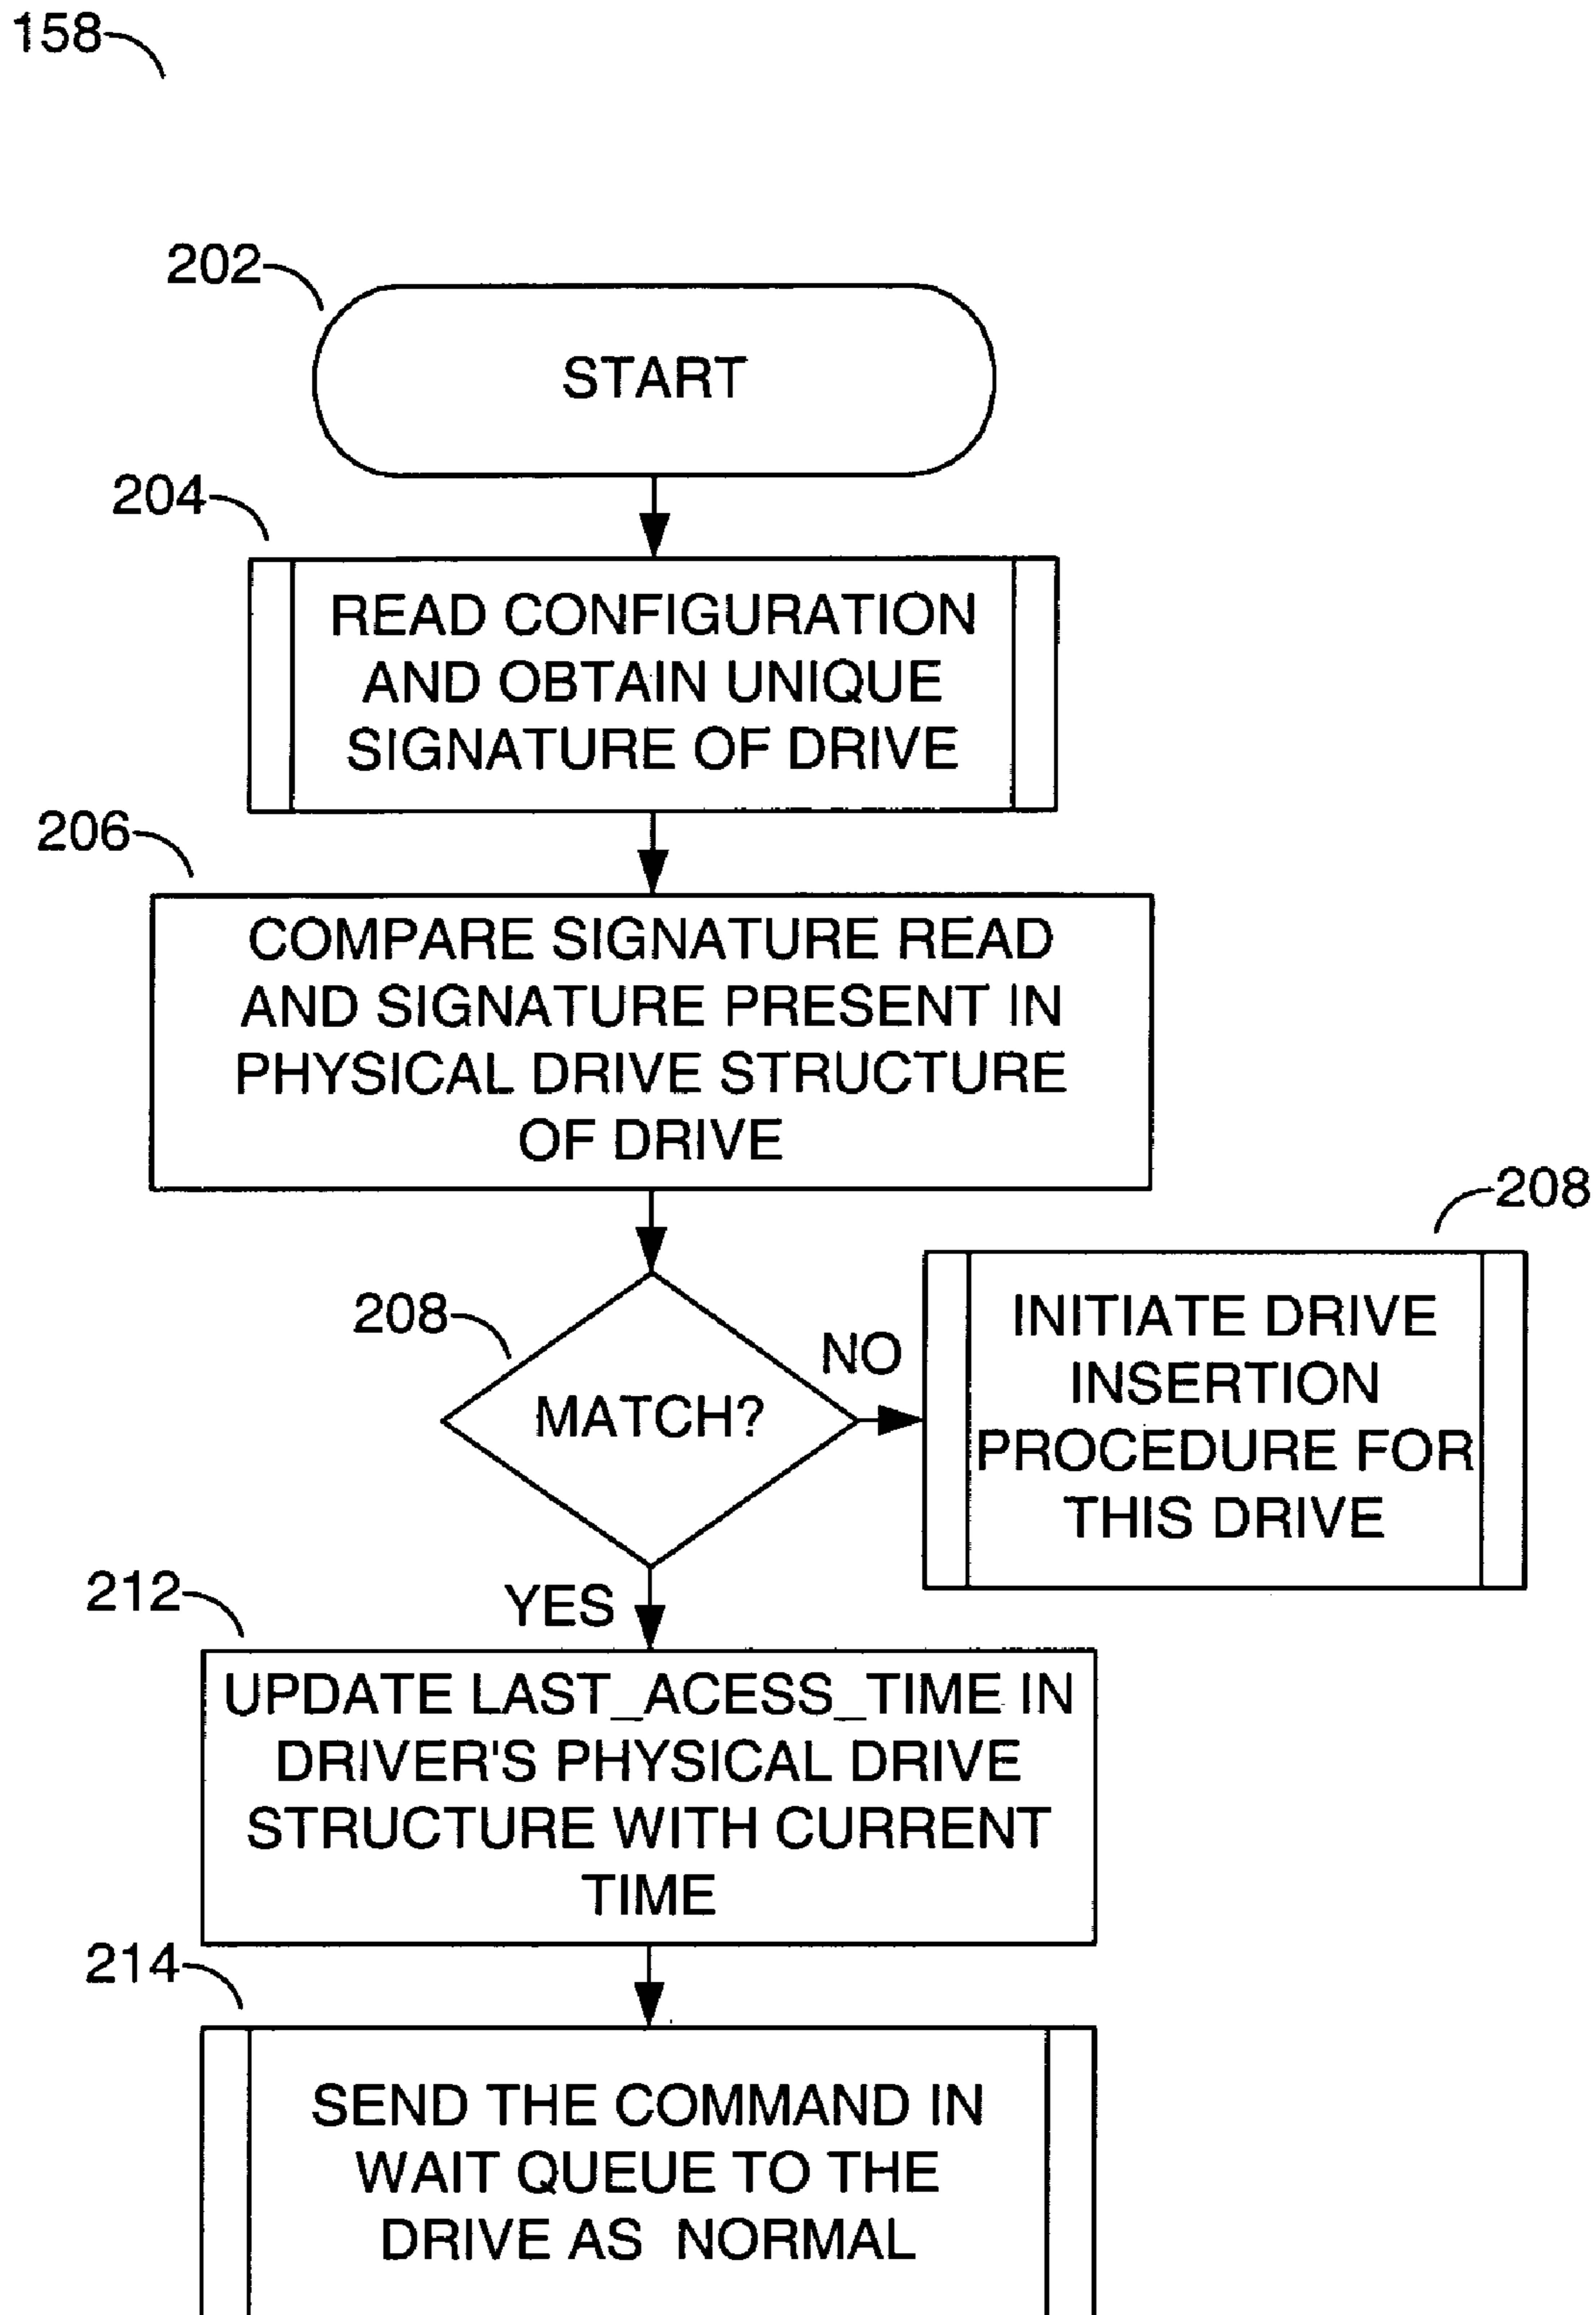 158
202
START
204
READ CONFIGURATION
AND OBTAIN UNIQUE
SIGNATURE OF DRIVE
206
COMPARE SIGNATURE READ
AND SIGNATURE PRESENT IN
PHYSICAL DRIVE STRUCTURE
OF DRIVE
208
208
MATCH?
NO
INITIATE DRIVE
INSERTION
PROCEDURE FOR
THIS DRIVE
YES
212
UPDATE LAST_ACESS_TIME IN
DRIVER'S PHYSICAL DRIVE
STRUCTURE WITH CURRENT
TIME
214
SEND THE COMMAND IN
WAIT QUEUE TO THE
DRIVE AS NORMAL